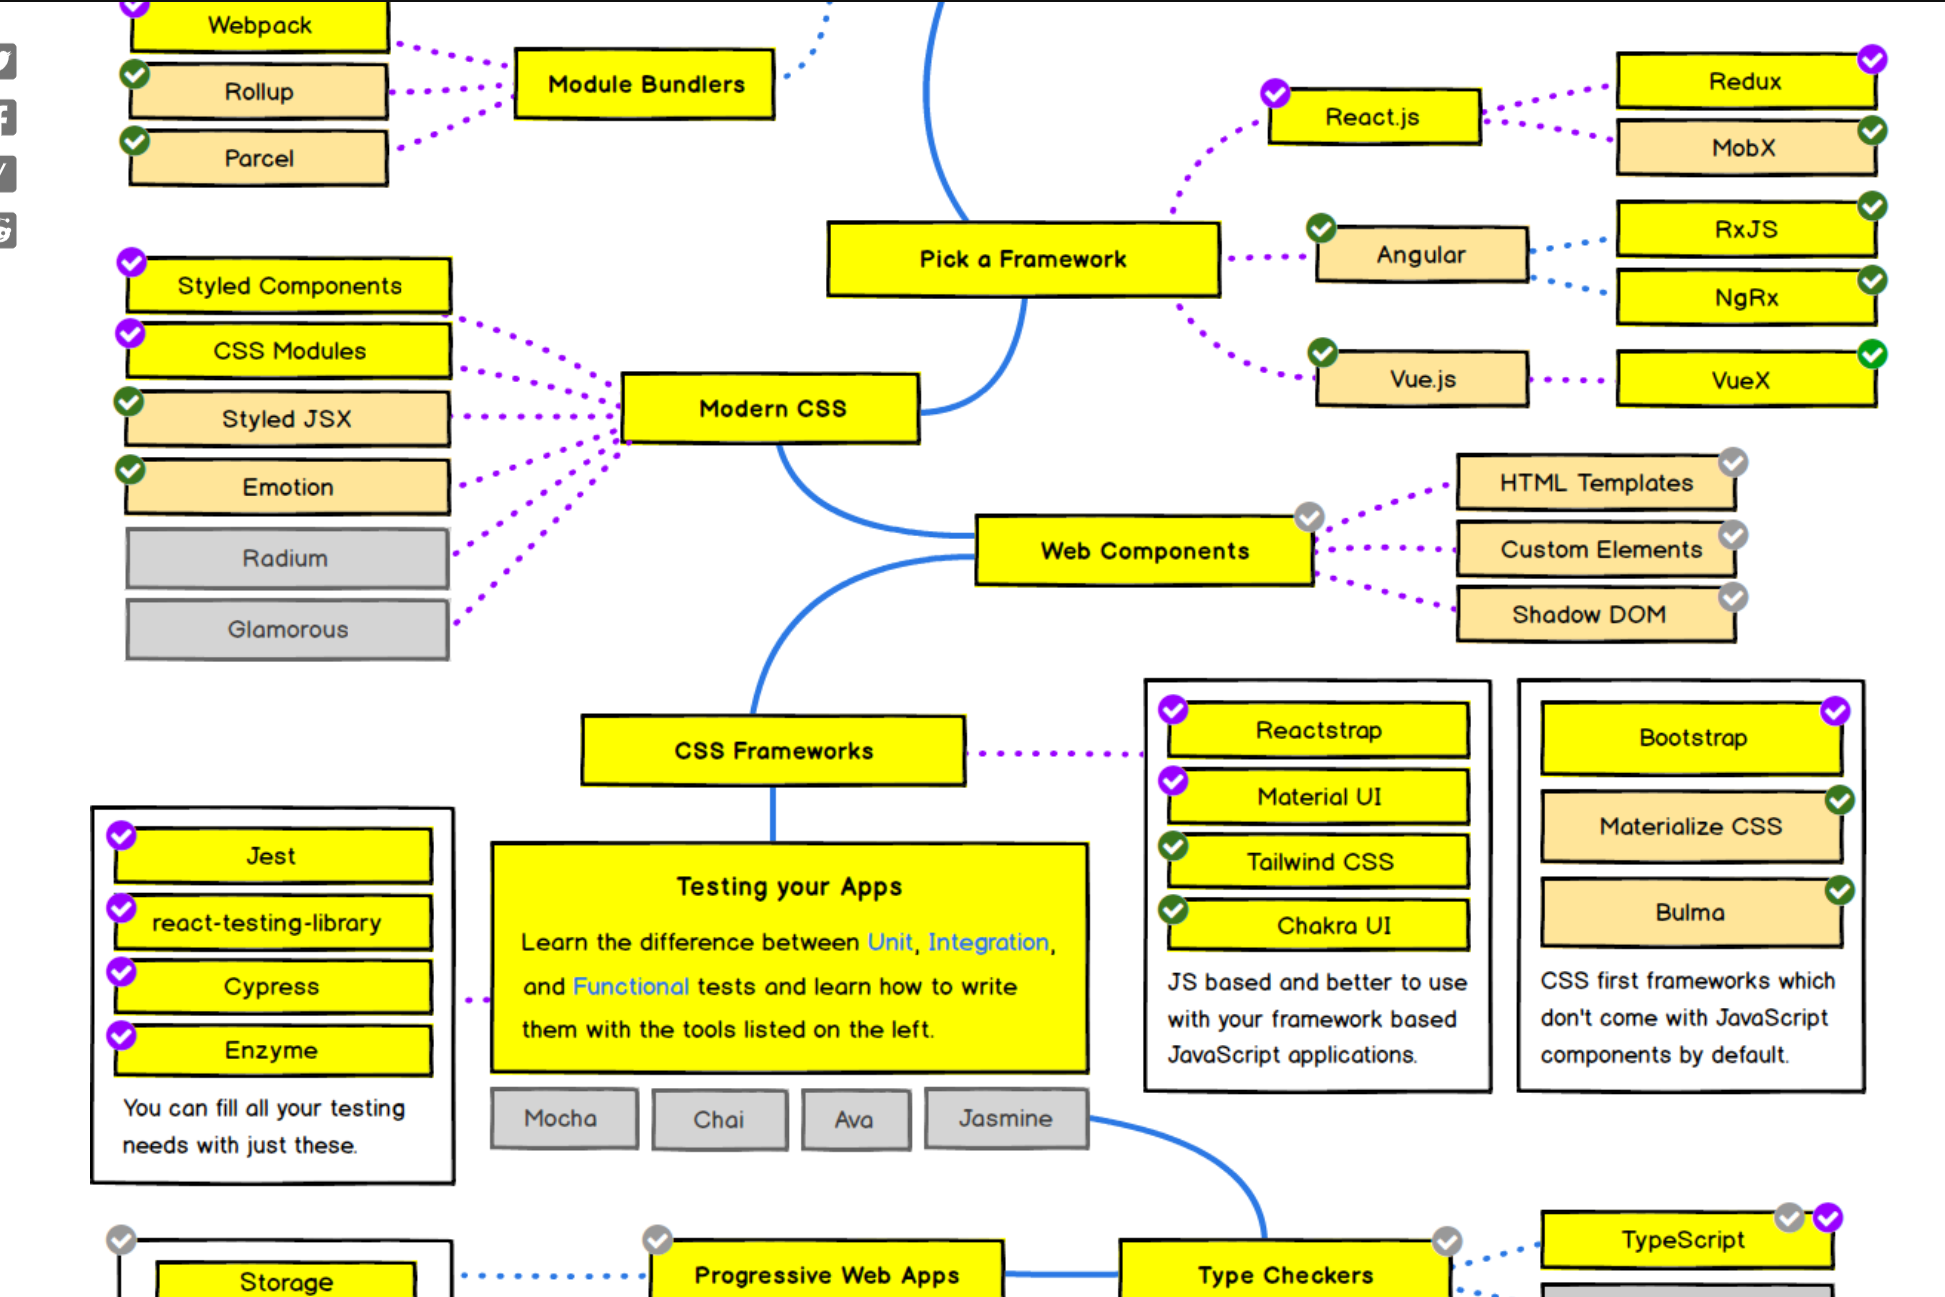 Webpack
Rollup
Parcel
Module Bundlers
React.js
Redux
MobX
Pick a Framework
Angular
RxJS
NgRx
Vue.js
VueX
Styled Components
CSS Modules
Styled JSX
Emotion
Radium
Glamorous
Modern CSS
Web Components
HTML Templates
Custom Elements
Shadow DOM
CSS Frameworks
Reactstrap
Material UI
Tailwind CSS
Chakra UI
JS based and better to use
with your framework based
JavaScript applications.
Bootstrap
Materialize CSS
Bulma
CSS first frameworks which
don't come with JavaScript
components by default.
Jest
react-testing-library
Cypress
Enzyme
You can fill all your testing
needs with just these.
Testing your Apps
Learn the difference between Unit, Integration,
and Functional tests and learn how to write
them with the tools listed on the left.
Mocha
Chai
Ava
Jasmine
Storage
Progressive Web Apps
Type Checkers
TypeScript